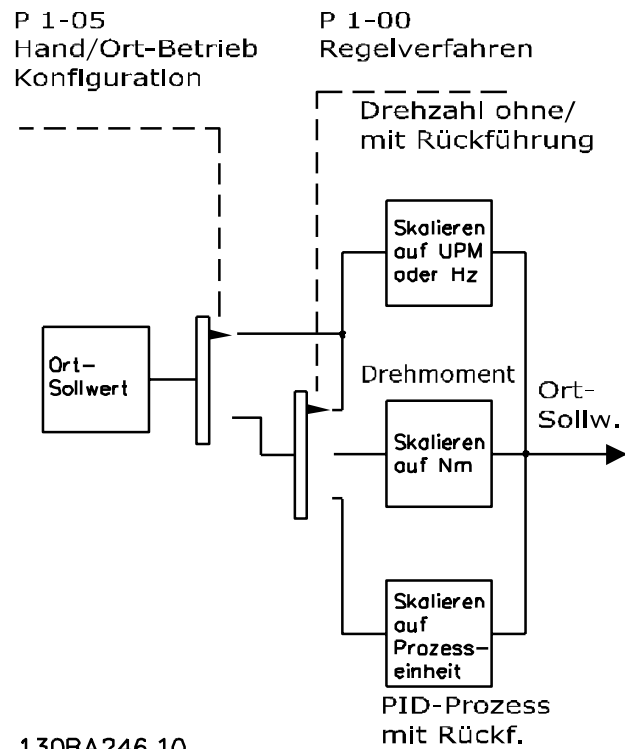 P 1-05
Hand/Ort-Betrieb
Konfiguration
P 1-00
Regelverfahren
Drehzahl ohne/
mit Rückführung
Skalieren
auf UPM
oder Hz
Ort-
Sollwert
Drehmoment
Skalieren
auf Nm
Ort-
Sollw.
Skalieren
auf
Prozess-
einheit
PID-Prozess
mit Rückf.
130BA246.10